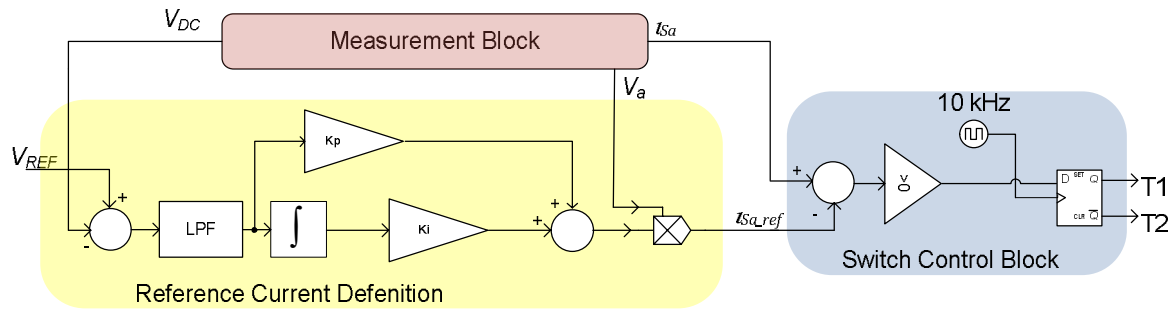 V_DC
Measurement Block
i_Sa
V_a
V_REF
+
-
LPF
Kp
∫
Ki
+
+
i_Sa_ref
Reference Current Defenition
10 kHz
+
-
>0
D SET Q
CLR Q̅
T1
T2
Switch Control Block